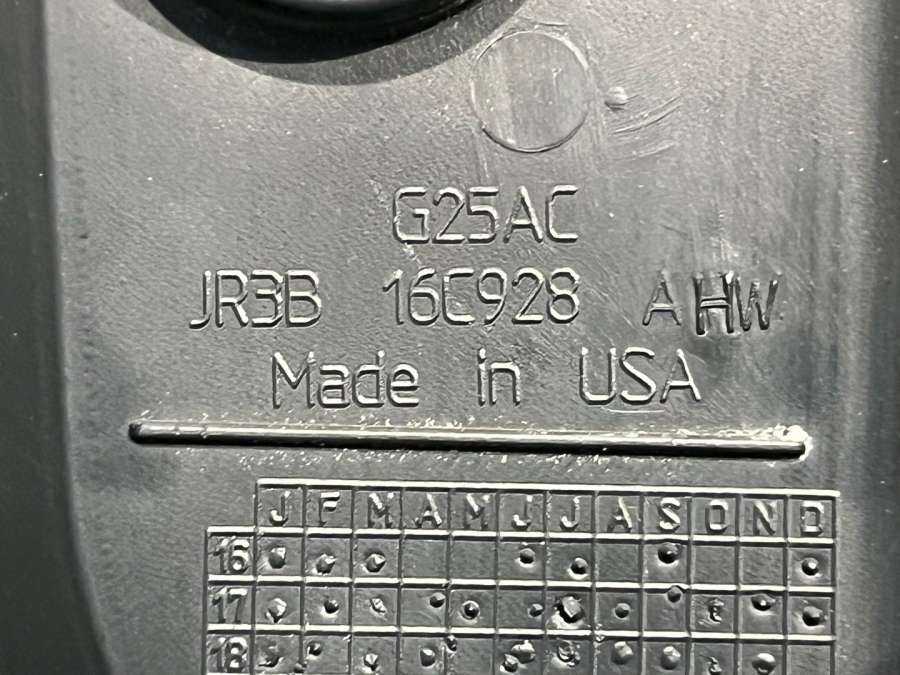 G25AC
JR3B 16C928 AHW
Made in USA
J F M A M J J A S O N D
16
17
18